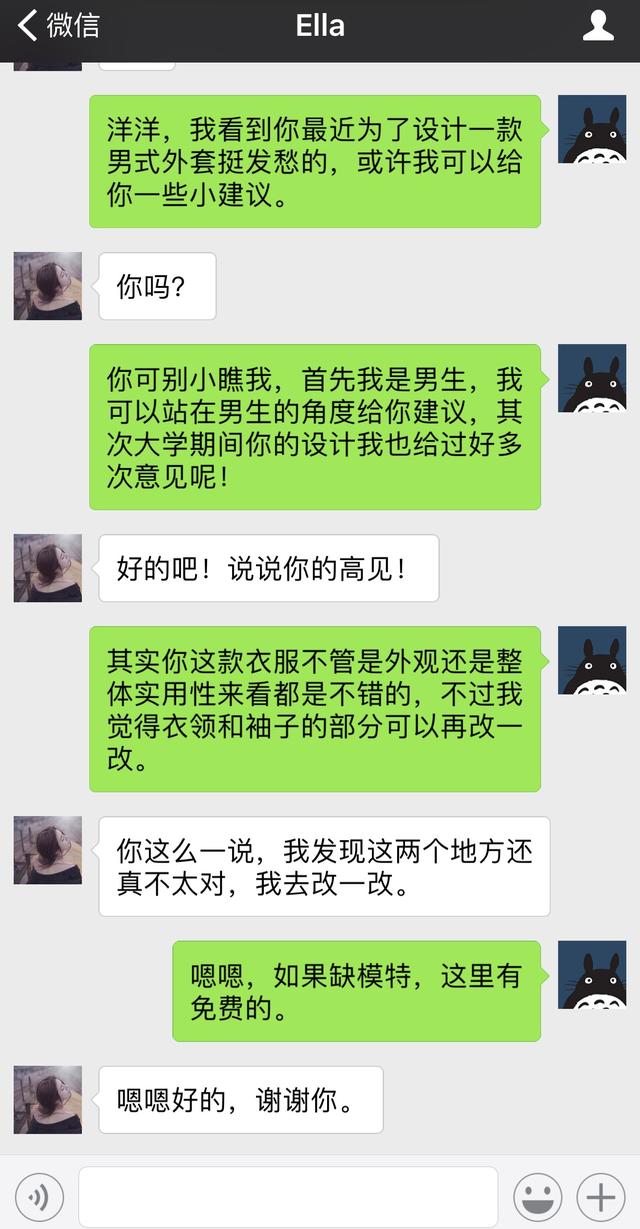 微信
Ella
洋洋，我看到你最近为了设计一款
男式外套挺发愁的，或许我可以给
你一些小建议。
你吗？
你可别小瞧我，首先我是男生，我
可以站在男生的角度给你建议，其
次大学期间你的设计我也给过好多
次意见呢！
好的吧！说说你的高见！
其实你这款衣服不管是外观还是整
体实用性来看都是不错的，不过我
觉得衣领和袖子的部分可以再改一
改。
你这么一说，我发现这两个地方还
真不太对，我去改一改。
嗯嗯，如果缺模特，这里有
免费的。
嗯嗯好的，谢谢你。